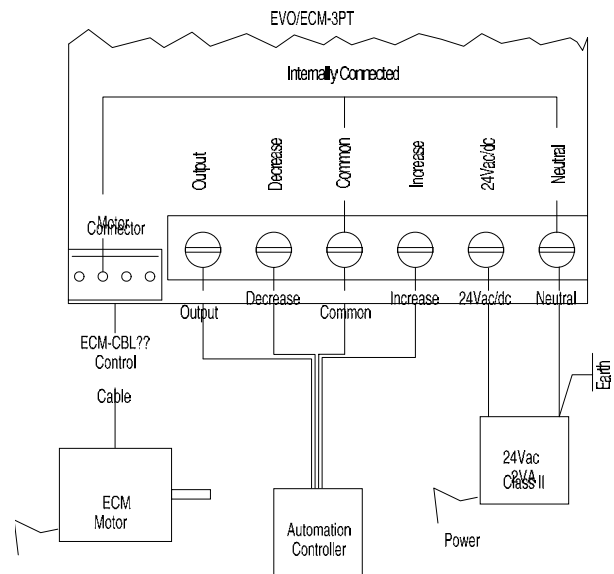 EVO/ECM-3PT
Internally Connected
Output
Decrease
Common
Increase
24Vac/dc
Neutral
Motor
Connector
Output
Decrease
Common
Increase
24Vac/dc
Neutral
ECM-CBL??
Control
Cable
Earth
24Vac
2VA
Class II
ECM
Motor
Automation
Controller
Power